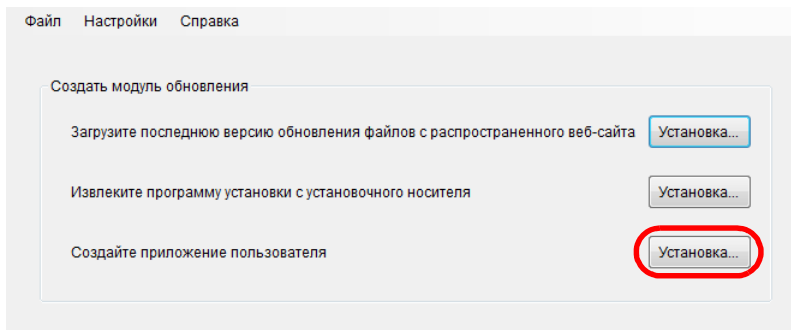 Файл Настройки Справка
Создать модуль обновления
Загрузите последнюю версию обновления файлов с распространенного веб-сайта Установка...
Извлеките программу установки с установочного носителя Установка...
Создайте приложение пользователя Установка...